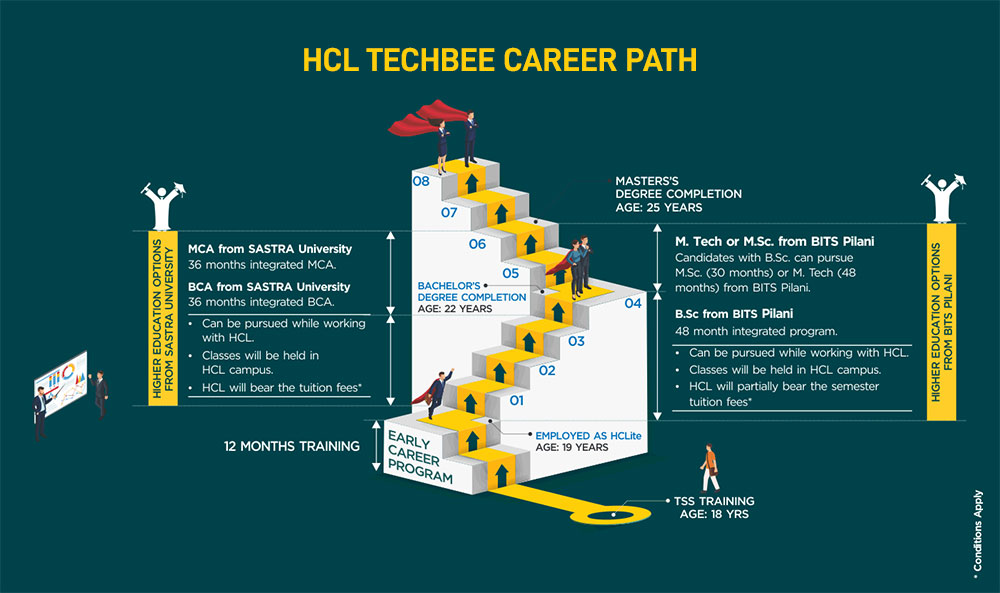 HCL TECHBEE CAREER PATH
HIGHER EDUCATION OPTIONS
FROM SASTRA UNIVERSITY
MCA from SASTRA University
36 months integrated MCA.
BCA from SASTRA University
36 months integrated BCA.
• Can be pursued while working
with HCL.
• Classes will be held in
HCL campus.
• HCL will bear the tuition fees*
12 MONTHS TRAINING
EARLY
CAREER
PROGRAM
08
07
06
05
04
03
02
01
BACHELOR'S
DEGREE COMPLETION
AGE: 22 YEARS
EMPLOYED AS HCLite
AGE: 19 YEARS
• TSS TRAINING
AGE: 18 YRS
• MASTERS'S
DEGREE COMPLETION
AGE: 25 YEARS
M. Tech or M.Sc. from BITS Pilani
Candidates with B.Sc. can pursue
M.Sc. (30 months) or M. Tech (48
months) from BITS Pilani.
B.Sc from BITS Pilani
48 month integrated program.
• Can be pursued while working with HCL.
• Classes will be held in HCL campus.
• HCL will partially bear the semester
tuition fees*
HIGHER EDUCATION OPTIONS
FROM BITS PILANI
* Conditions Apply